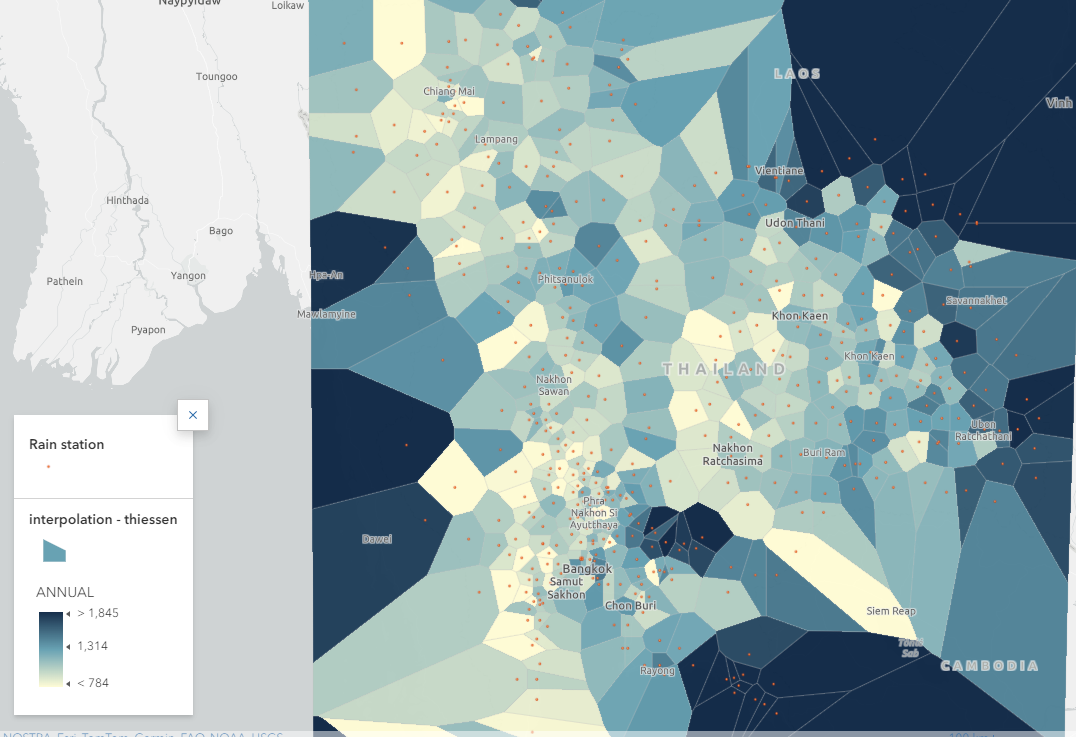 Naypyidaw
Loikaw
Toungoo
LAOS
Chiang Mai
Vinh
Lampang
Vientiane
Hinthada
Udon Thani
Bago
Hpa-An
Yangon
Phitsanulok
Pathein
Savannakhet
Mawlamyine
Khon Kaen
Pyapon
Khon Kaen
THAILAND
Nakhon
Sawan
Ubon
Ratchathani
Rain station
Nakhon
Ratchasima
Buri Ram
Phra
Nakhon Si
Ayutthaya
interpolation - thiessen
Dawei
Bangkok
Samut
Sakhon
ANNUAL
> 1,845
Chon Buri
Siem Reap
1,314
Tonle
Sab
CAMBODIA
Rayong
< 784
NOSTRA, Esri, TomTom, Garmin, FAO, NOAA, USGS
100 km